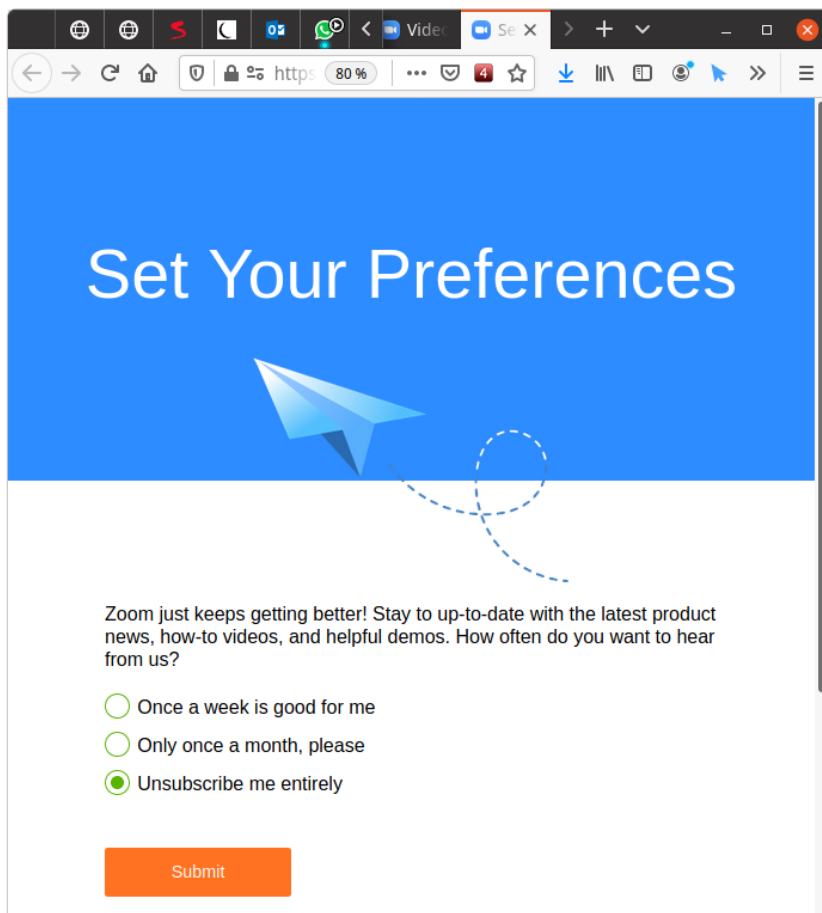 Video
Se
https
80 %
4
Set Your Preferences
Zoom just keeps getting better! Stay to up-to-date with the latest product
news, how-to videos, and helpful demos. How often do you want to hear
from us?
Once a week is good for me
Only once a month, please
Unsubscribe me entirely
Submit